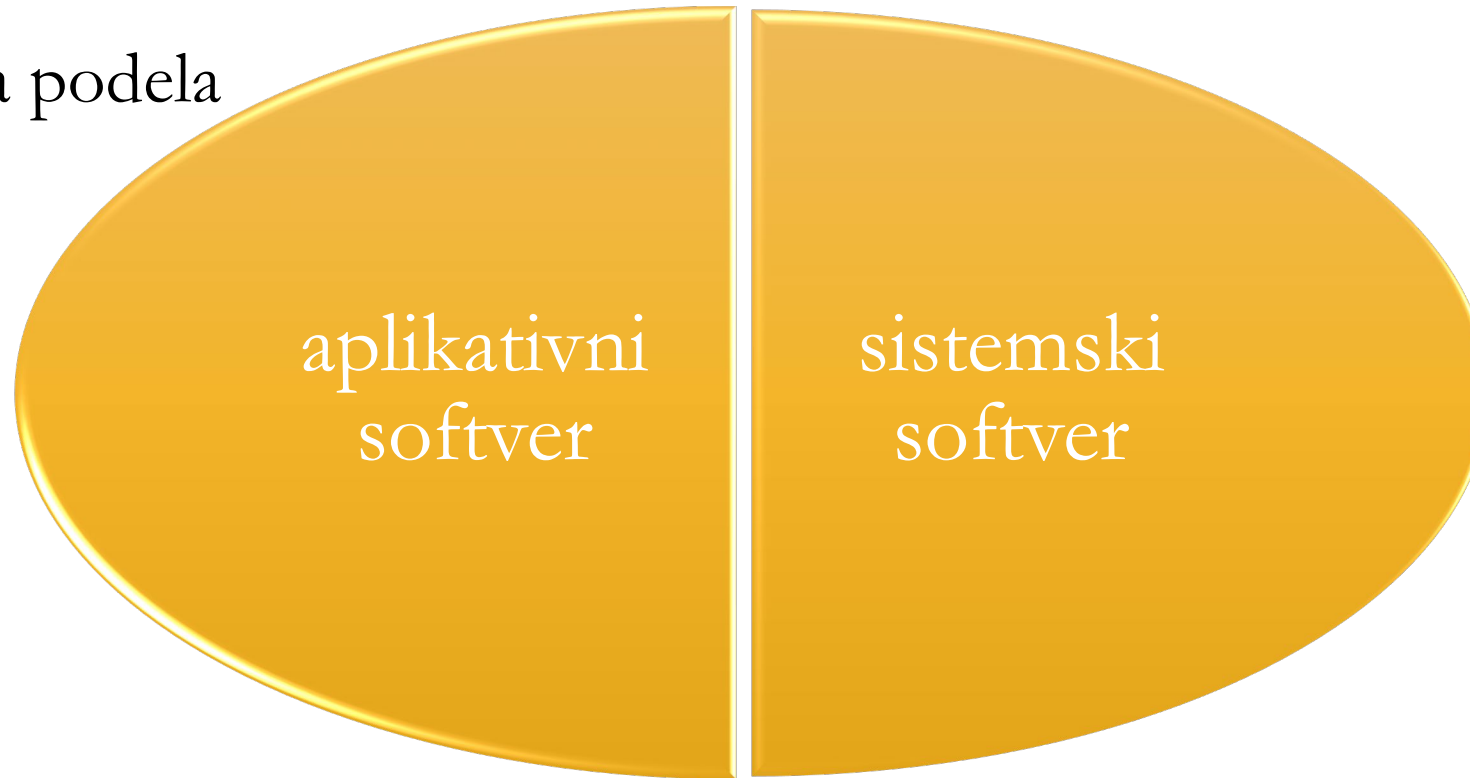 podela
aplikativni
softver
sistemski
softver